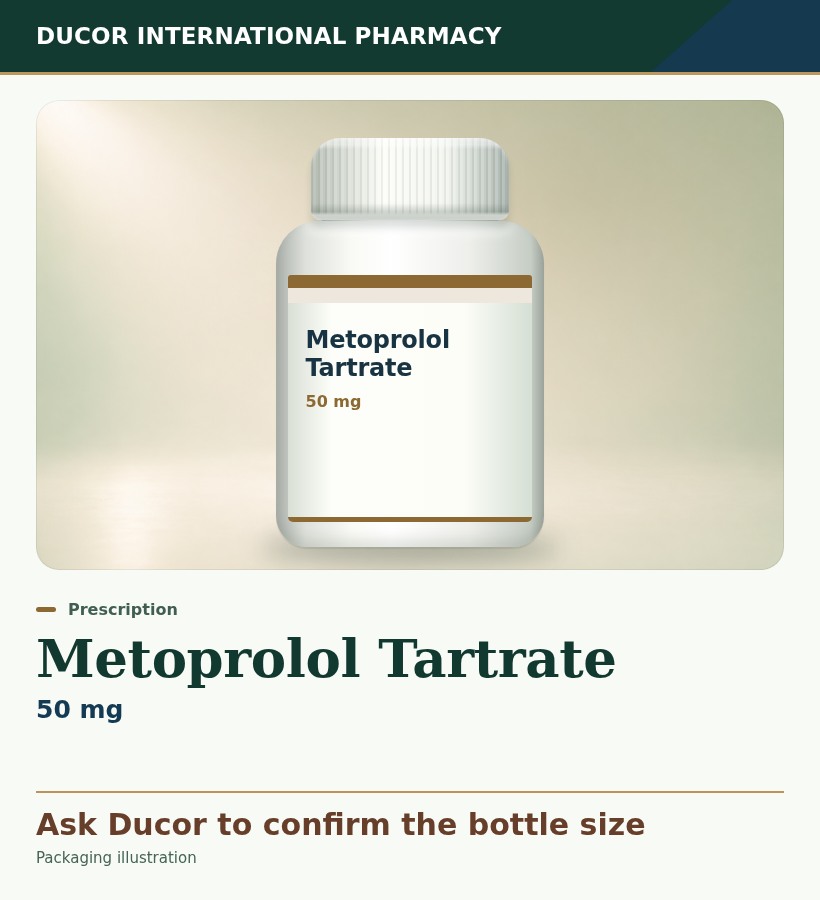 DUCOR INTERNATIONAL PHARMACY
Metoprolol
Tartrate
50 mg
Prescription
Metoprolol Tartrate
50 mg
Ask Ducor to confirm the bottle size
Packaging illustration